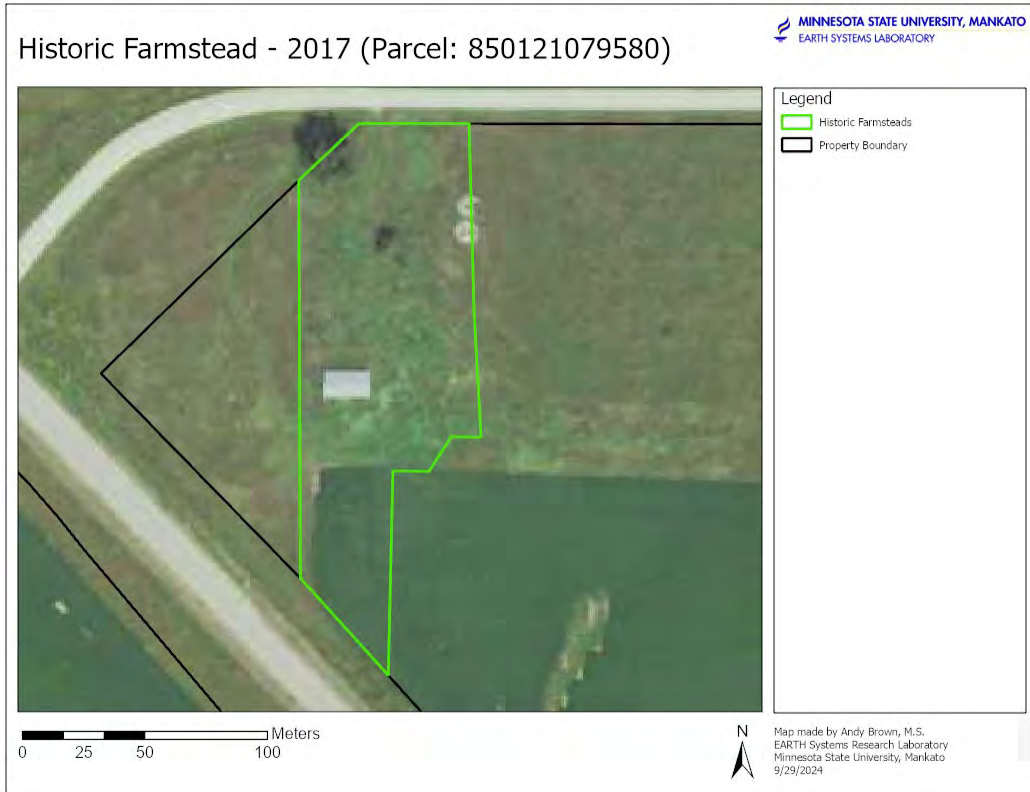 MINNESOTA STATE UNIVERSITY, MANKATO
EARTH SYSTEMS LABORATORY
Historic Farmstead - 2017 (Parcel: 850121079580)
Legend
Historic Farmsteads
Property Boundary
Meters
0 25 50 100
N
Map made by Andy Brown, M.S.
EARTH Systems Research Laboratory
Minnesota State University, Mankato
9/29/2024